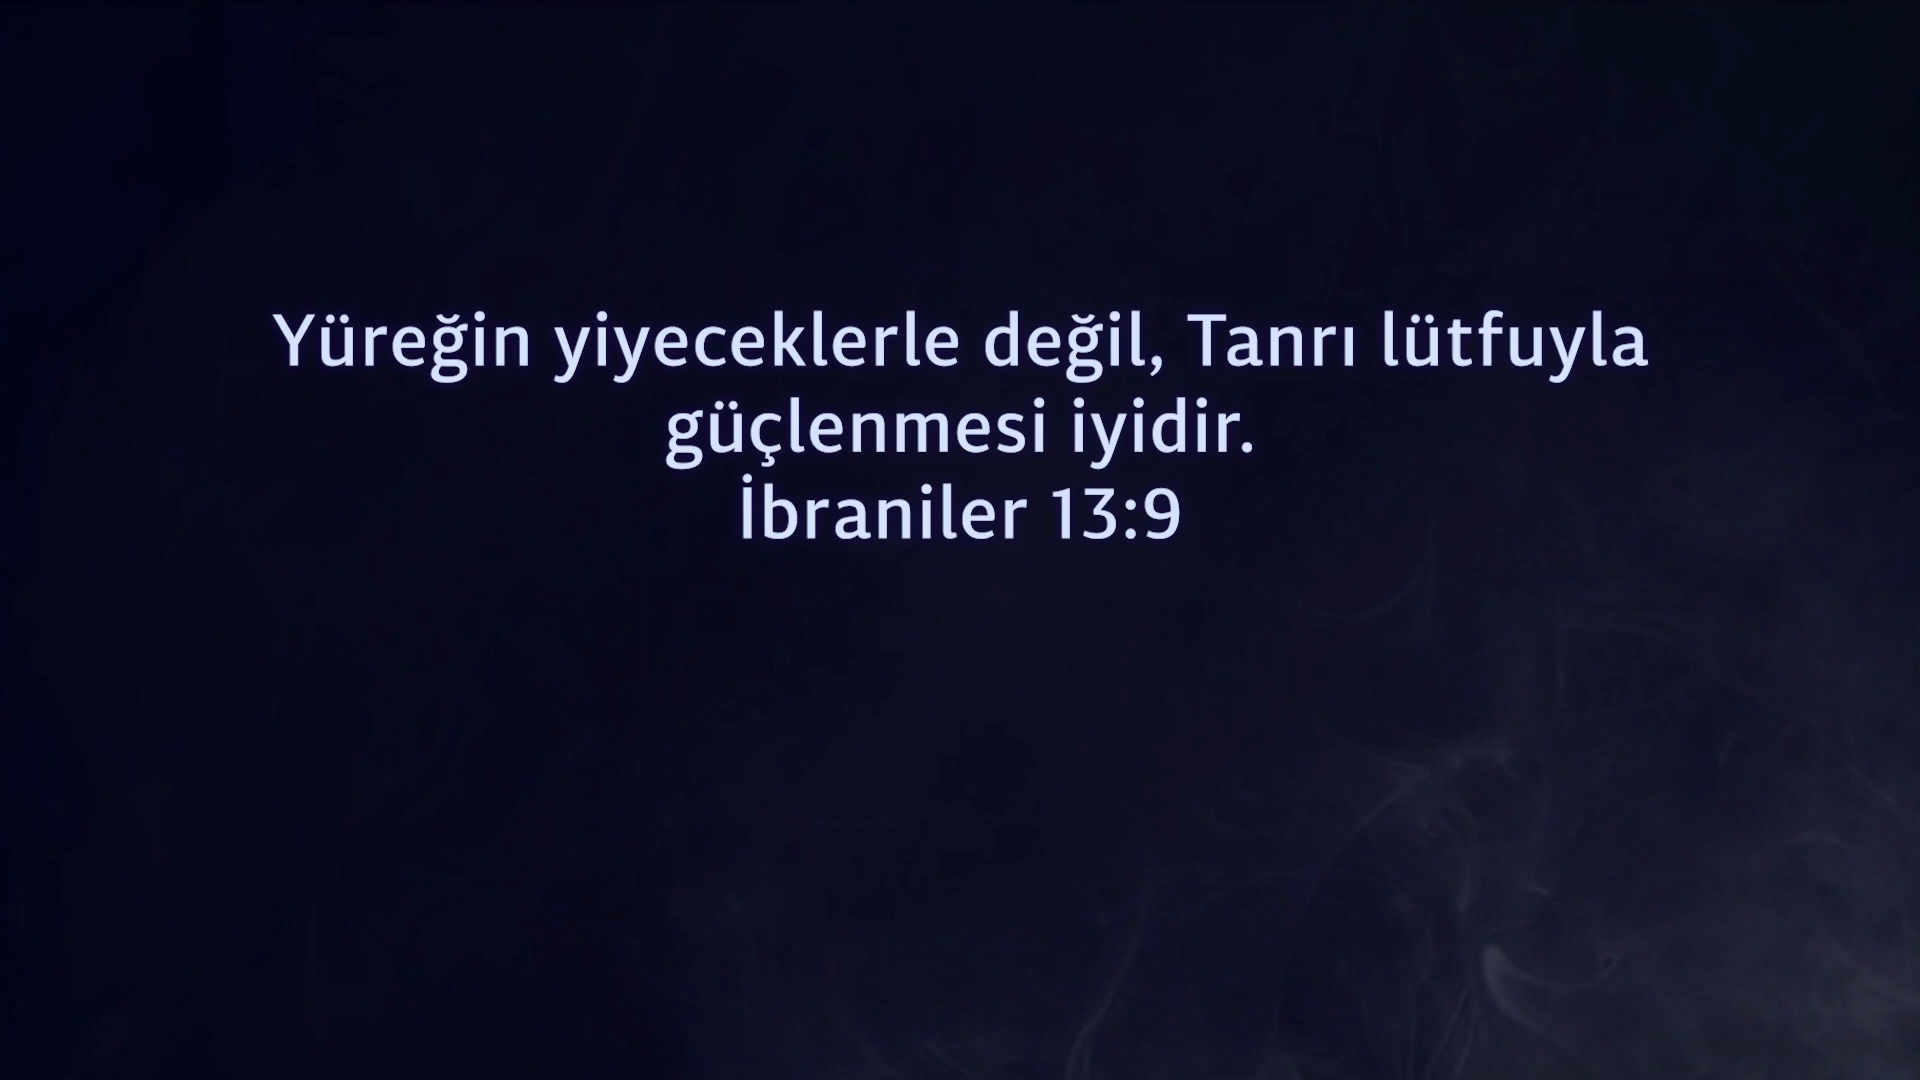 Yüreğin yiyeceklerle değil, Tanrı lütfuyla
güçlenmesi iyidir.
İbraniler 13:9